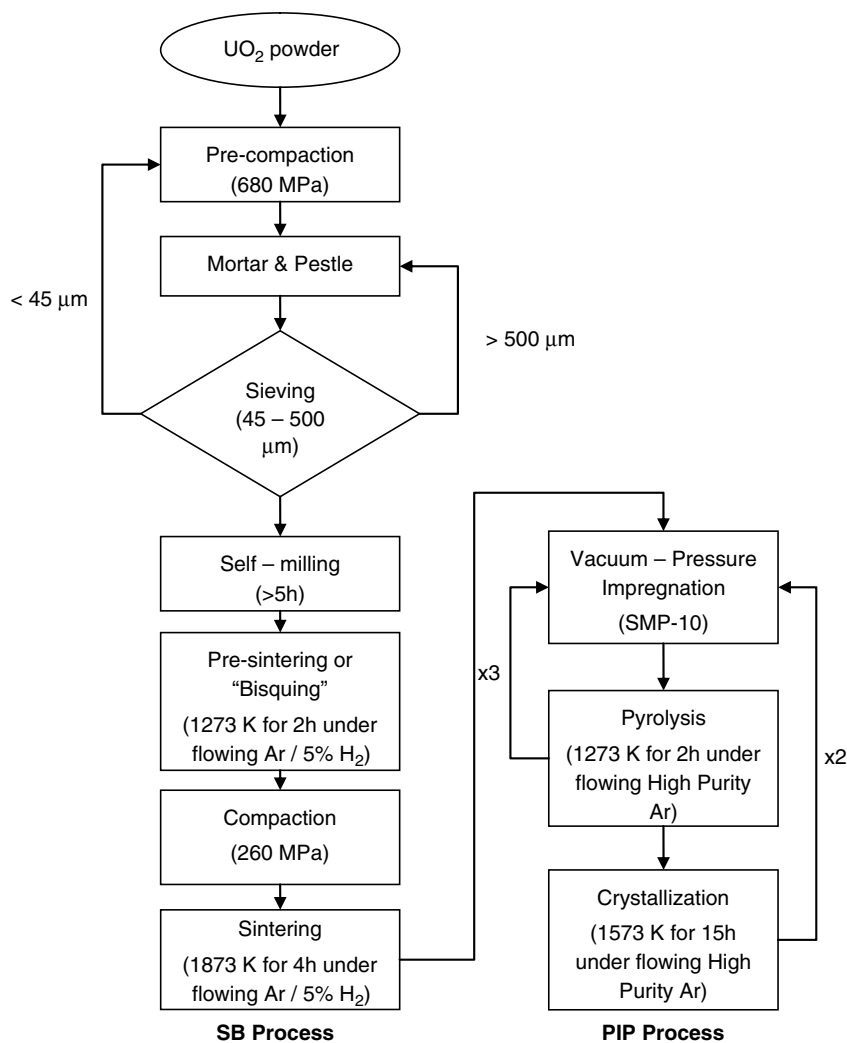 UO₂ powder
Pre-compaction
(680 MPa)
Mortar & Pestle
< 45 μm
> 500 μm
Sieving
(45 – 500
μm)
Self – milling
(>5h)
Pre-sintering or
“Bisquing”
(1273 K for 2h under
flowing Ar / 5% H₂)
Compaction
(260 MPa)
Sintering
(1873 K for 4h under
flowing Ar / 5% H₂)
SB Process
Vacuum – Pressure
Impregnation
(SMP-10)
x3
Pyrolysis
(1273 K for 2h under
flowing High Purity
Ar)
x2
Crystallization
(1573 K for 15h
under flowing High
Purity Ar)
PIP Process